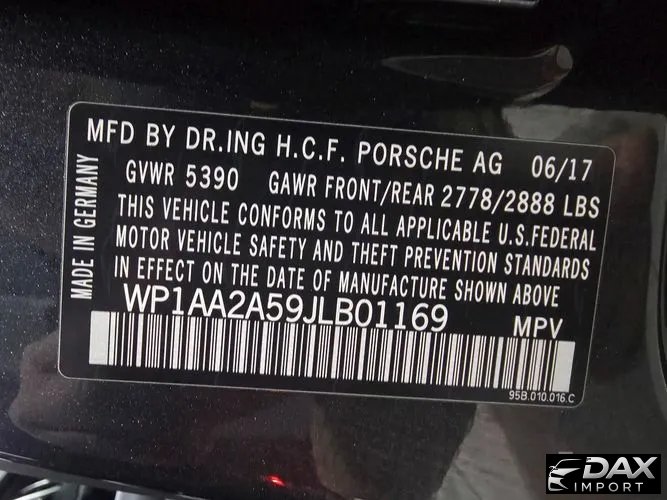 MFD BY DR.ING H.C.F. PORSCHE AG 06/17
GVWR 5390 GAWR FRONT/REAR 2778/2888 LBS
THIS VEHICLE CONFORMS TO ALL APPLICABLE U.S.FEDERAL
MOTOR VEHICLE SAFETY AND THEFT PREVENTION STANDARDS
IN EFFECT ON THE DATE OF MANUFACTURE SHOWN ABOVE
WP1AA2A59JLB01169 MPV
95B.010.016.C
MADE IN GERMANY
DAX
IMPORT